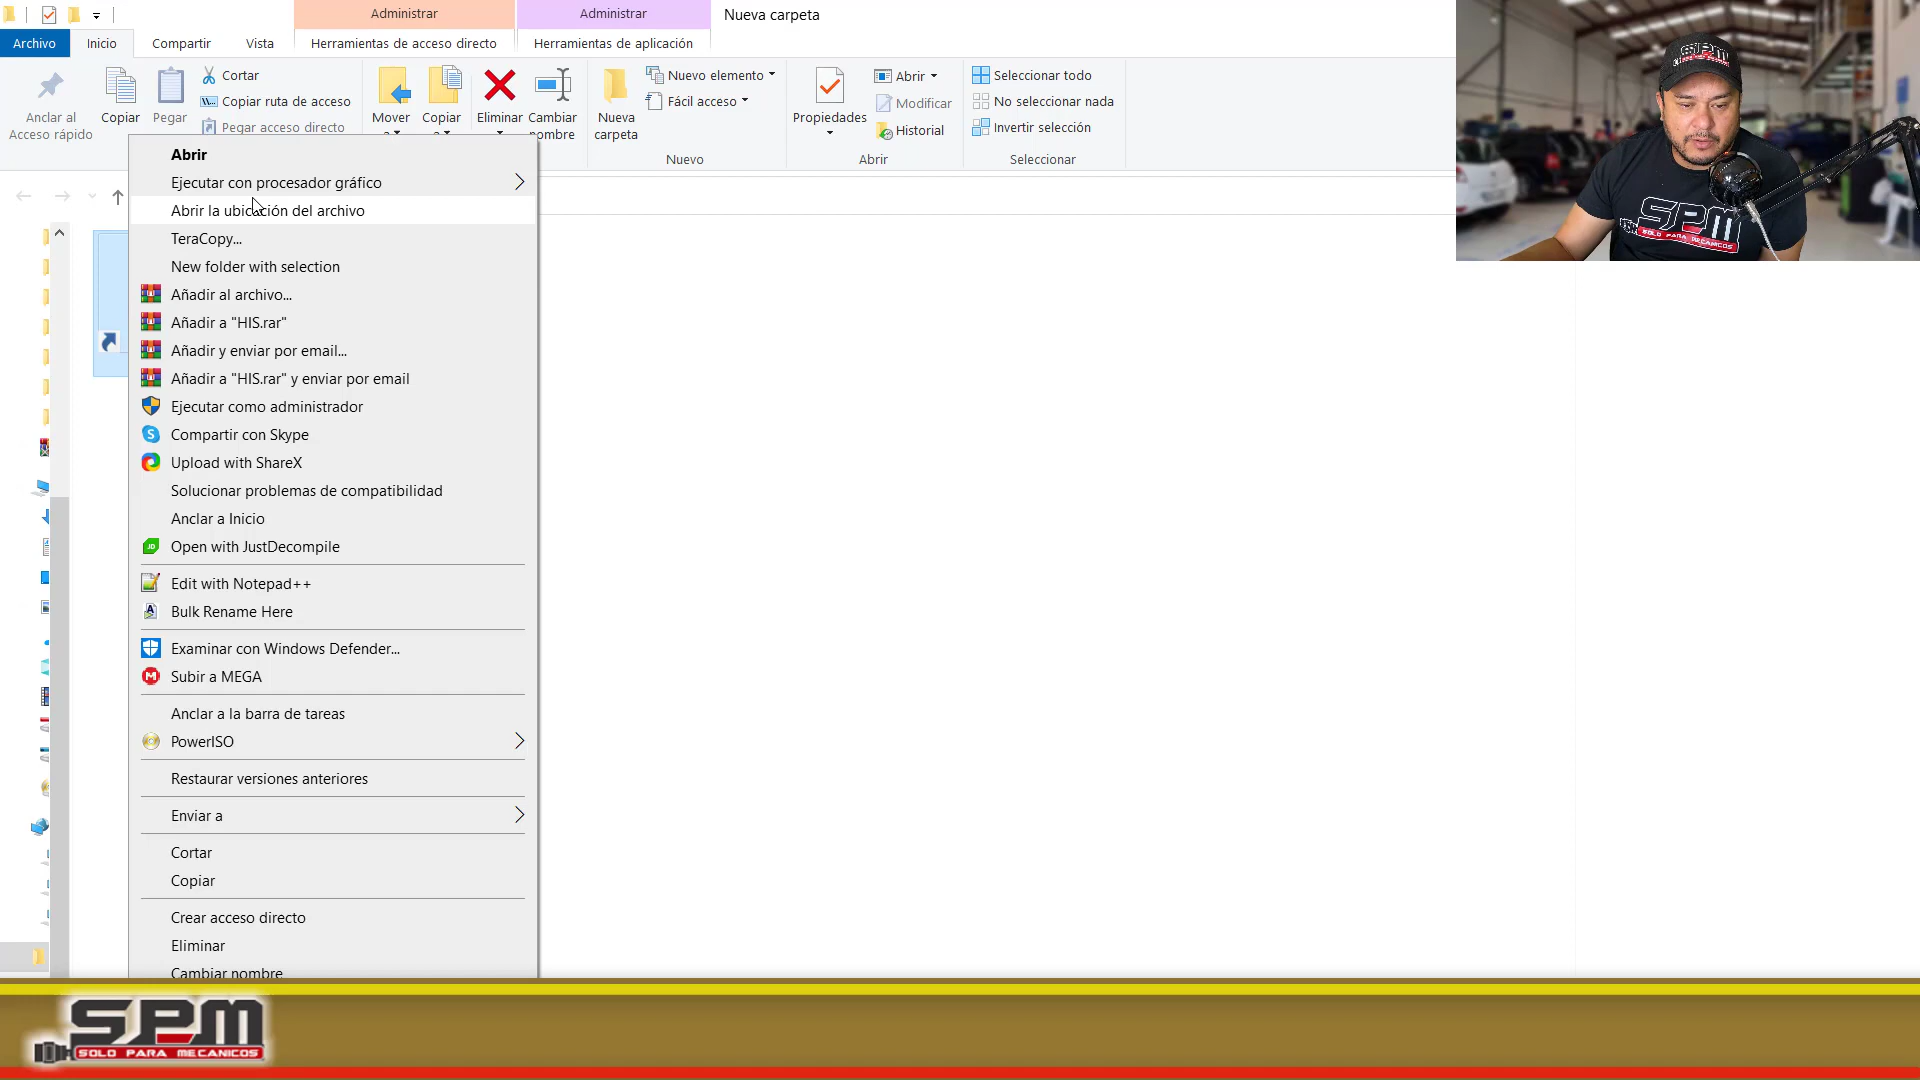 Administrar
Administrar
Nueva carpeta
Archivo
Inicio
Compartir
Vista
Herramientas de acceso directo
Herramientas de aplicación
Anclar al
Acceso rápido
Copiar
Pegar
Cortar
Copiar ruta de acceso
Pegar acceso directo
Mover
a
Copiar
a
Eliminar
Cambiar
nombre
Nueva
carpeta
Nuevo elemento
Fácil acceso
Nuevo
Propiedades
Abrir
Modificar
Historial
Abrir
Seleccionar todo
No seleccionar nada
Invertir selección
Seleccionar
Abrir
Ejecutar con procesador gráfico
Abrir la ubicación del archivo
TeraCopy...
New folder with selection
Añadir al archivo...
Añadir a "HIS.rar"
Añadir y enviar por email...
Añadir a "HIS.rar" y enviar por email
Ejecutar como administrador
Compartir con Skype
Upload with ShareX
Solucionar problemas de compatibilidad
Anclar a Inicio
Open with JustDecompile
Edit with Notepad++
Bulk Rename Here
Examinar con Windows Defender...
Subir a MEGA
Anclar a la barra de tareas
PowerISO
Restaurar versiones anteriores
Enviar a
Cortar
Copiar
Crear acceso directo
Eliminar
Cambiar nombre
SPM
SPM
SOLO PARA MECANICOS
SPM
SOLO PARA MECANICOS